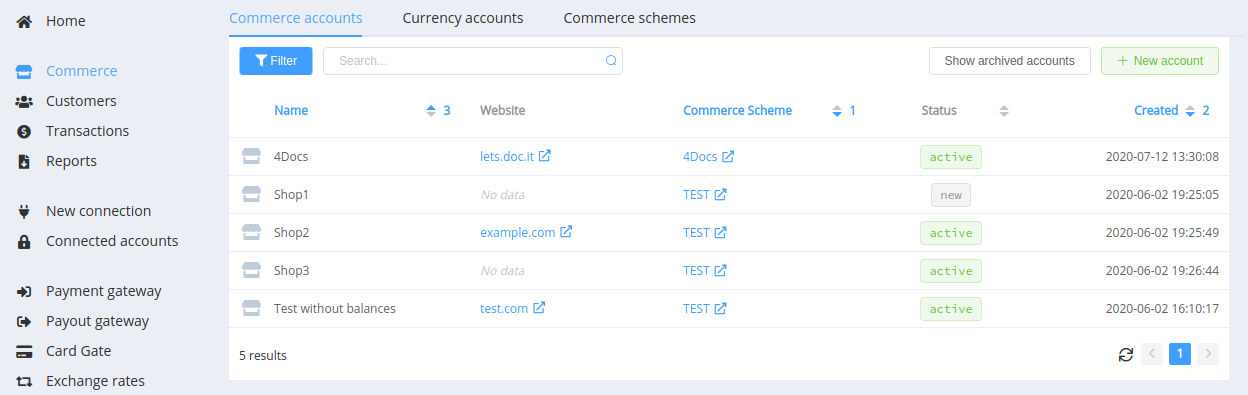 Home
Commerce
Customers
Transactions
Reports
New connection
Connected accounts
Payment gateway
Payout gateway
Card Gate
Exchange rates
Commerce accounts Currency accounts Commerce schemes
Filter Search... Show archived accounts + New account
Name 3 Website Commerce Scheme 1 Status Created 2
4Docs lets.doc.it 4Docs active 2020-07-12 13:30:08
Shop1 No data TEST new 2020-06-02 19:25:05
Shop2 example.com TEST active 2020-06-02 19:25:49
Shop3 No data TEST active 2020-06-02 19:26:44
Test without balances test.com TEST active 2020-06-02 16:10:17
5 results 1